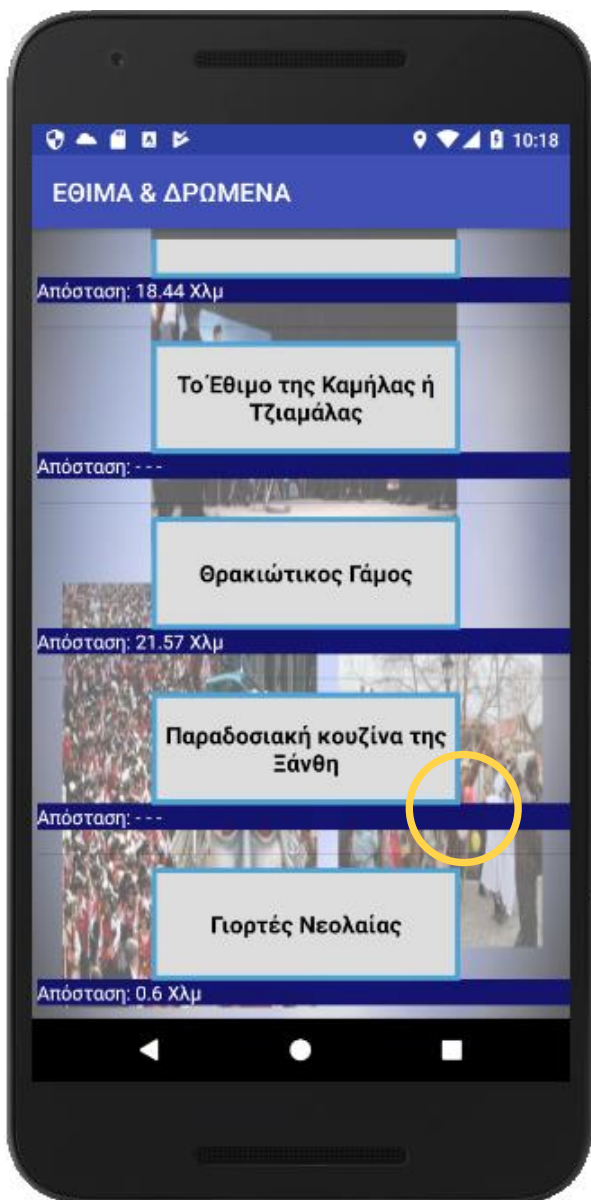 10:18
ΕΘΙΜΑ & ΔΡΩΜΕΝΑ
Απόσταση: 18.44 Χλμ
Το Έθιμο της Καμήλας ή
Τζιαμάλας
Απόσταση: - - -
Θρακιώτικος Γάμος
Απόσταση: 21.57 Χλμ
Παραδοσιακή κουζίνα της
Ξάνθη
Απόσταση: - - -
Γιορτές Νεολαίας
Απόσταση: 0.6 Χλμ